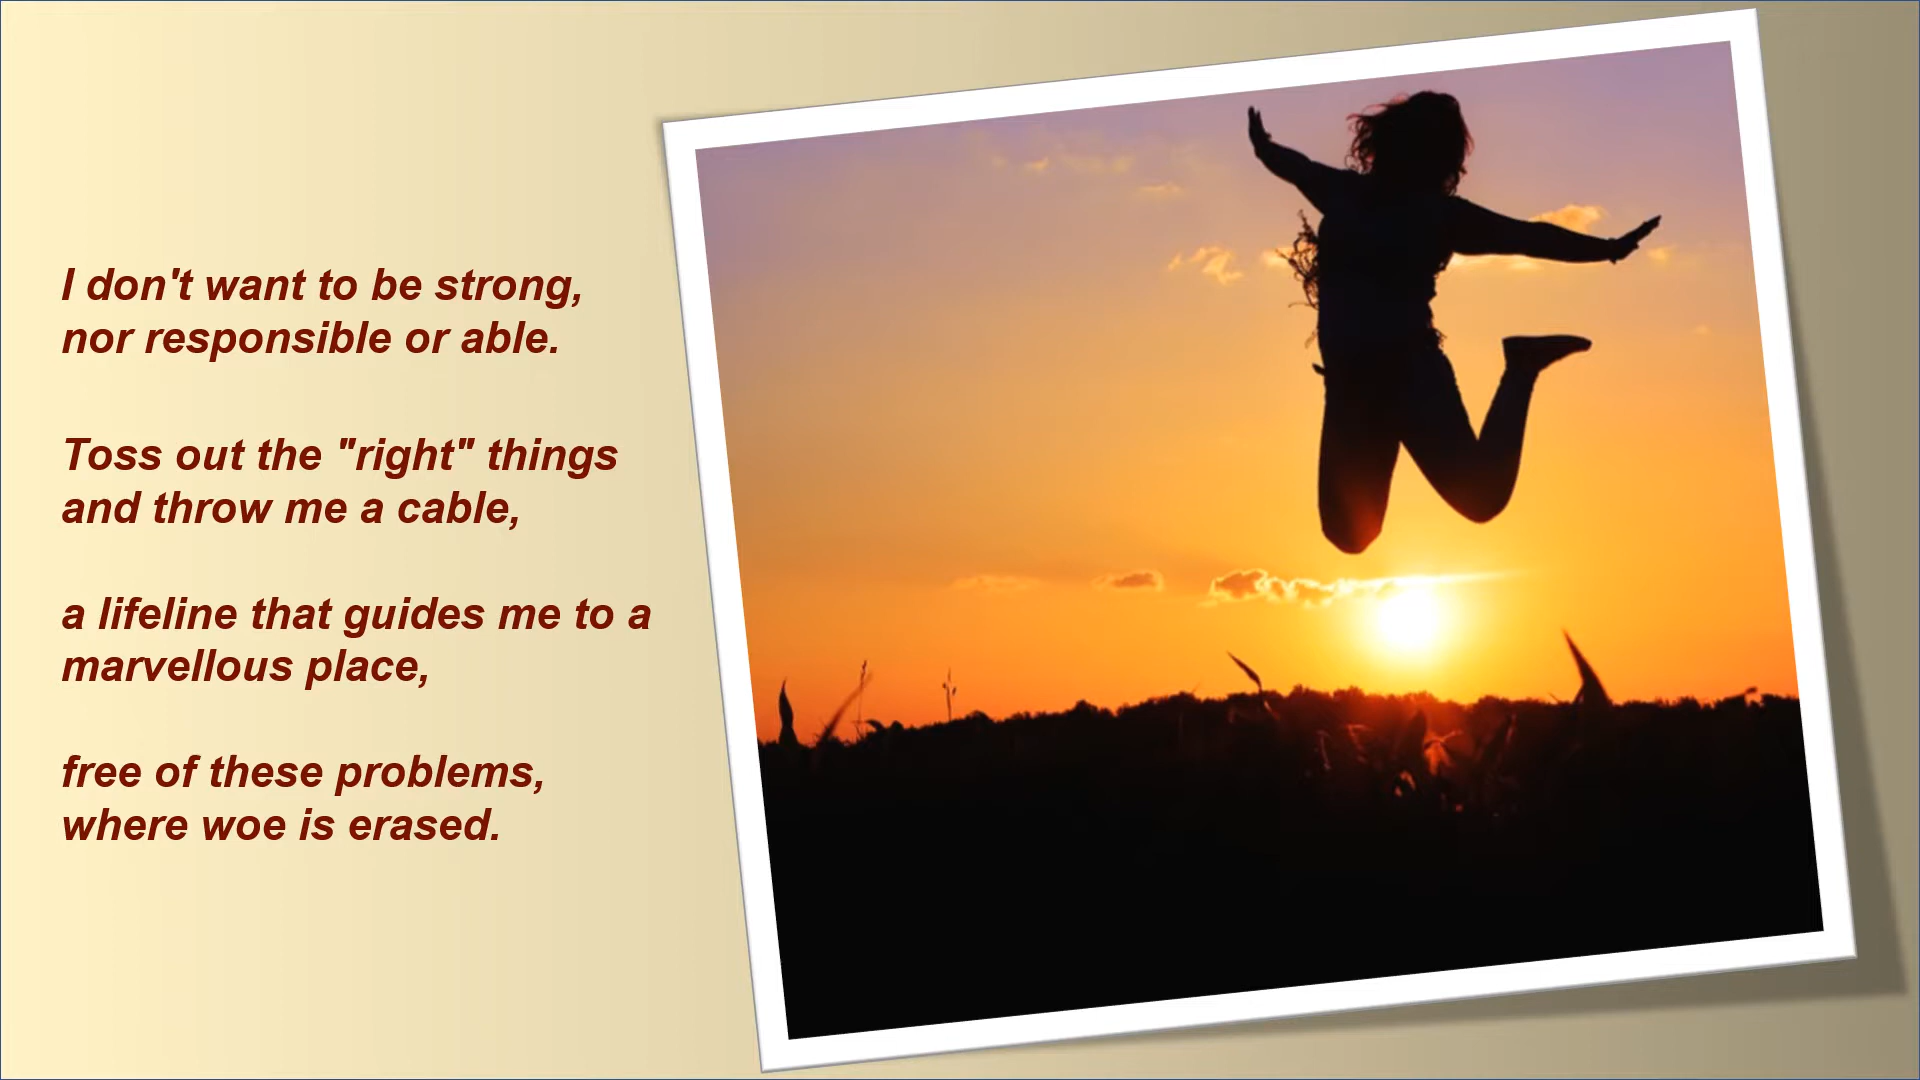 I don't want to be strong,
nor responsible or able.
Toss out the "right" things
and throw me a cable,
a lifeline that guides me to a
marvellous place,
free of these problems,
where woe is erased.